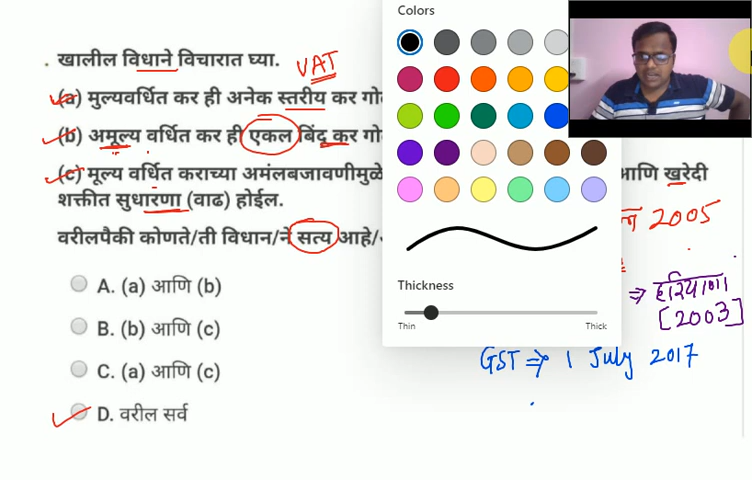 Colors
. खालील विधाने विचारात घ्या.
VAT
(a) मुल्यवर्धित कर ही अनेक स्तरीय कर
(b) अमूल्य वर्धित कर ही एकल बिंदू कर
(c) मूल्य वर्धित कराच्या अमंलबजावणीमुळे आणि खरेदी
शक्तीत सुधारणा (वाढ) होईल.
2005
वरीलपैकी कोणते/ती विधान/ने सत्य आहे/
⇒ हरियाणा
[2003]
Thickness
Thin Thick
A. (a) आणि (b)
B. (b) आणि (c)
GST ⇒ 1 July 2017
C. (a) आणि (c)
D. वरील सर्व